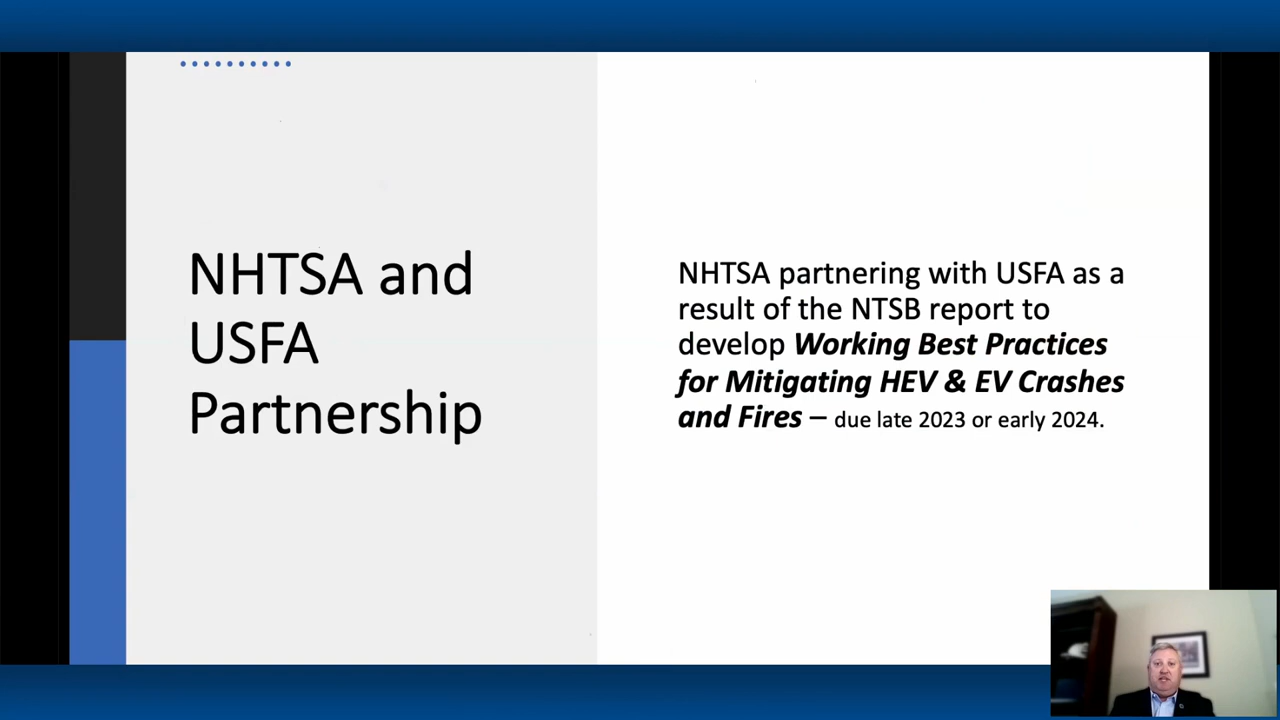 NHTSA and
USFA
Partnership
NHTSA partnering with USFA as a
result of the NTSB report to
develop Working Best Practices
for Mitigating HEV & EV Crashes
and Fires – due late 2023 or early 2024.